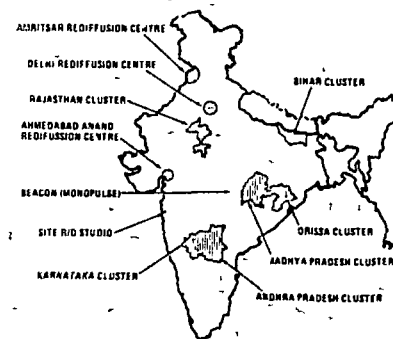 AMRITSAR REDIFFUSION CENTRE
DELHI REDIFFUSION CENTRE
RAJASTHAN CLUSTER
AHMEDABAD ANAND
REDIFUSSION CENTRE
BEACON (MONOPULSE)
SITE R/D STUDIO
KARNATAKA CLUSTER
BIHAR CLUSTER
ORISSA CLUSTER
MADHYA PRADESH CLUSTER
ANDHRA PRADESH CLUSTER